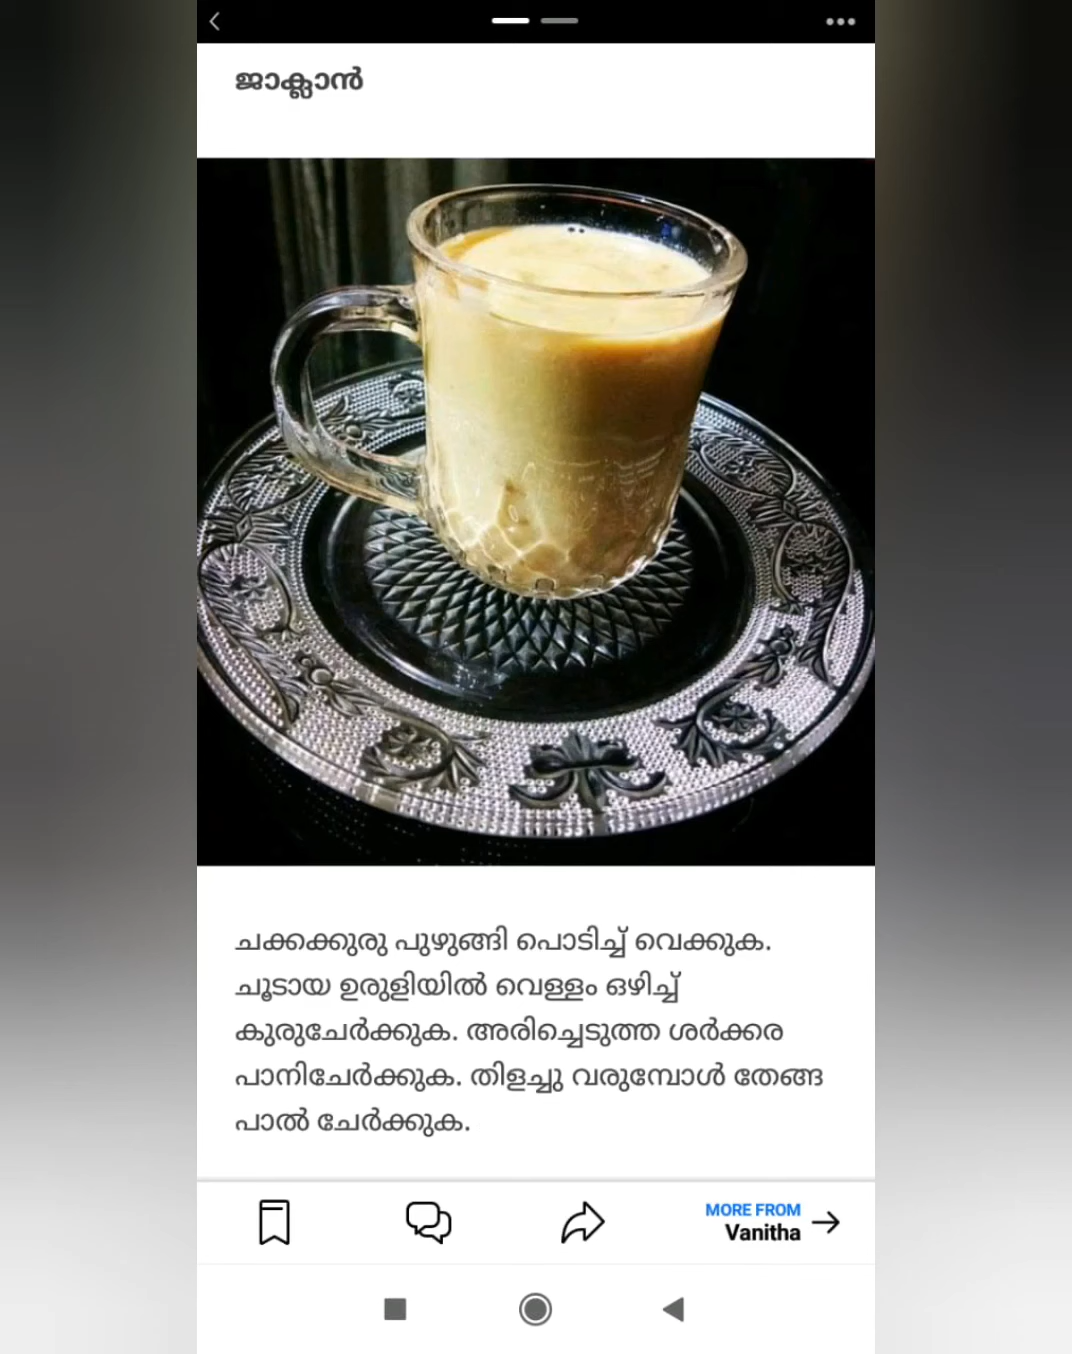 ജാക്ലാൻ
ചക്കക്കുരു പുഴുങ്ങി പൊടിച്ച് വെക്കുക.
ചൂടായ ഉരുളിയിൽ വെള്ളം ഒഴിച്ച്
കുരുചേർക്കുക. അരിച്ചെടുത്ത ശർക്കര
പാനിചേർക്കുക. തിളച്ചു വരുമ്പോൾ തേങ്ങ
പാൽ ചേർക്കുക.
MORE FROM
Vanitha